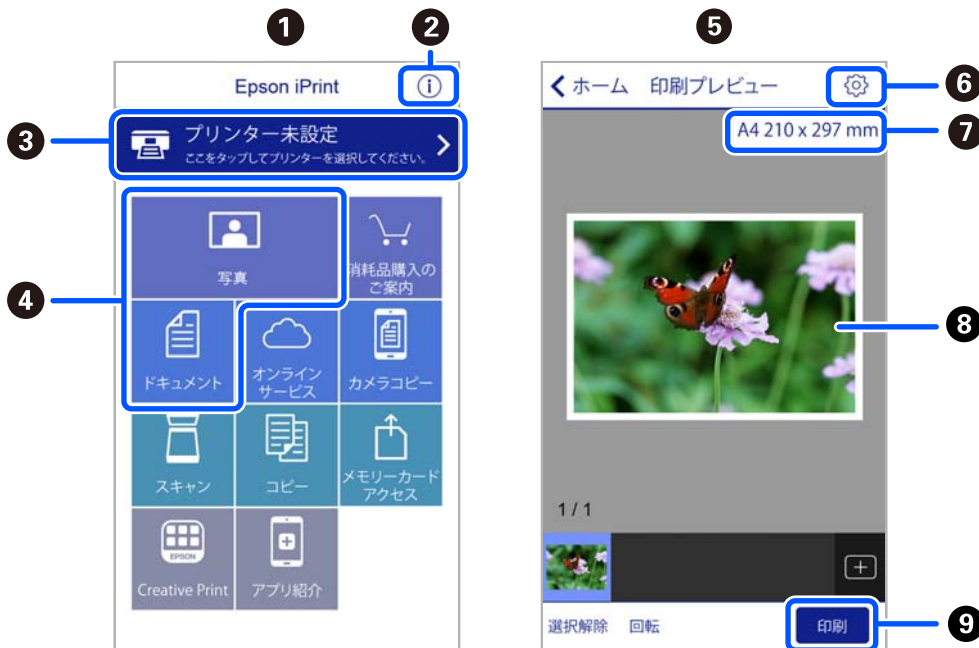 1
2
5
Epson iPrint
i
ホーム 印刷プレビュー
6
プリンター未設定
ここをタップしてプリンターを選択してください。
3
A4 210 x 297 mm
7
写真
消耗品購入の
ご案内
4
8
ドキュメント
オンライン
サービス
カメラコピー
スキャン
コピー
メモリーカード
アクセス
1 / 1
EPSON
Creative Print
アプリ紹介
選択解除 回転
印刷
9